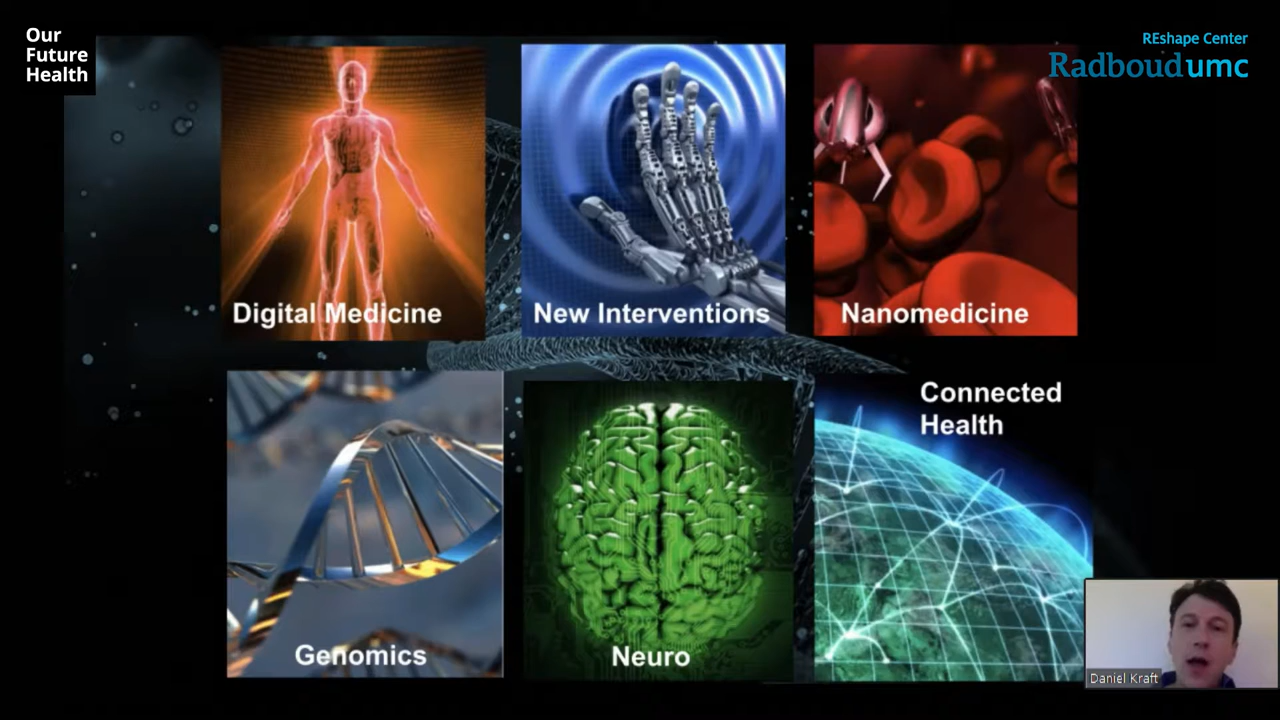 Our
Future
Health
REshape Center
Radboudumc
Digital Medicine
New Interventions
Nanomedicine
Connected
Health
Genomics
Neuro
Daniel Kraft